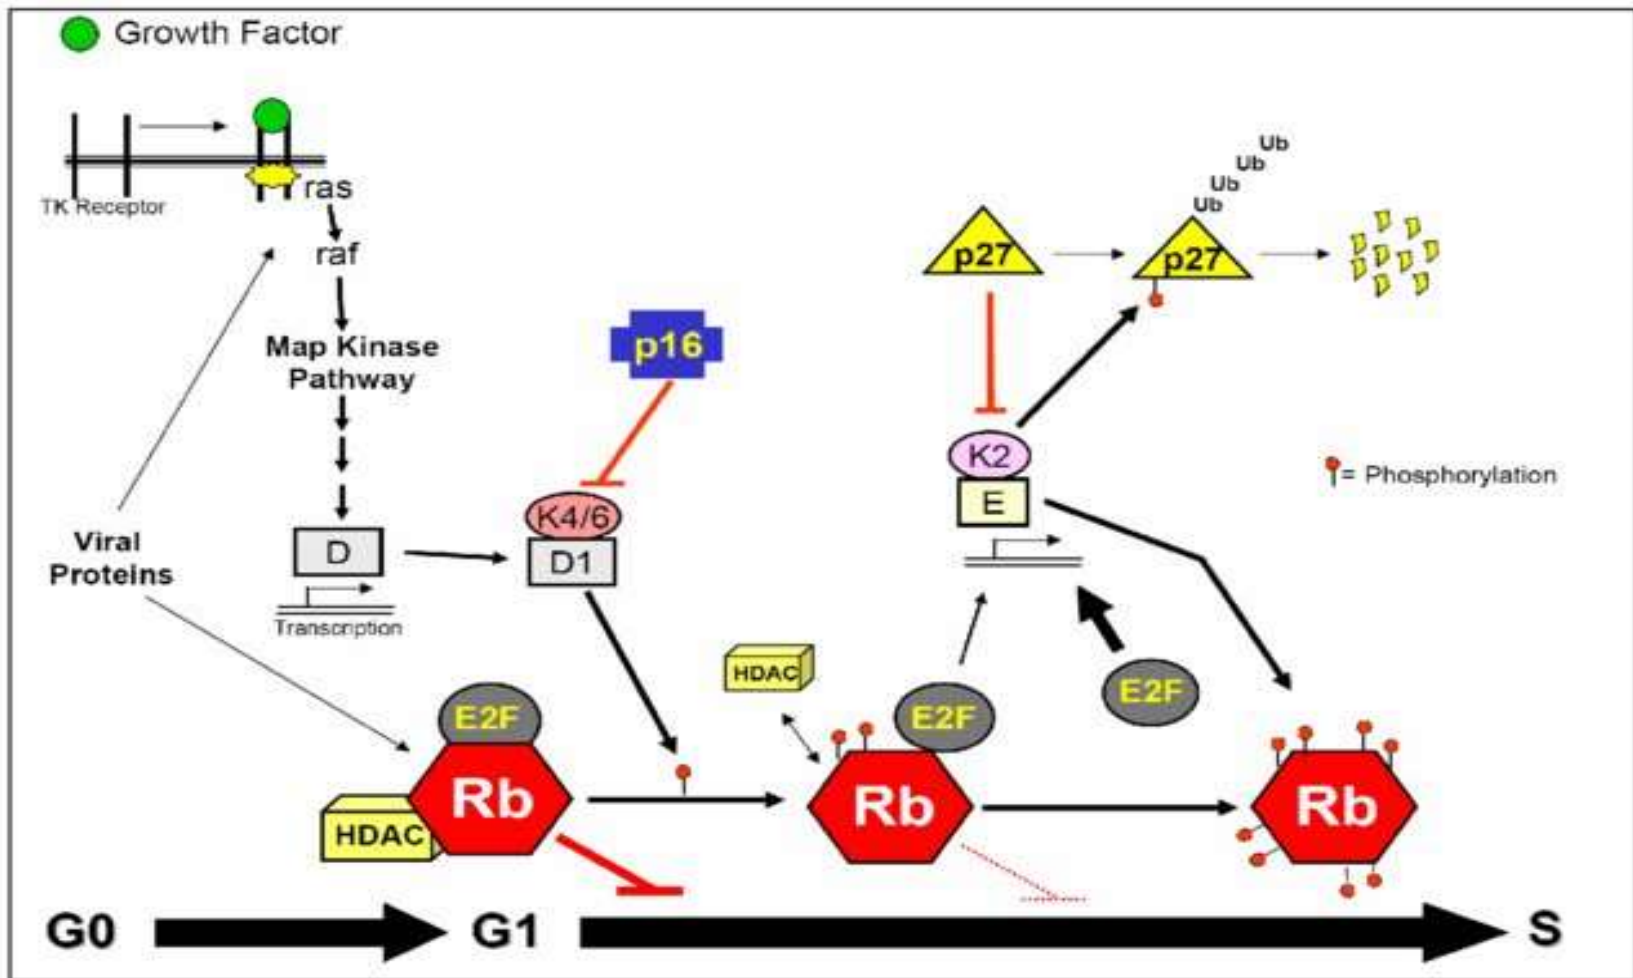 Growth Factor
TK Receptor
ras
raf
Map Kinase
Pathway
Viral
Proteins
D
Transcription
p16
K4/6
D1
p27
p27
Ub
Ub
Ub
Ub
K2
E
= Phosphorylation
HDAC
E2F
E2F
E2F
Rb
HDAC
Rb
Rb
G0
G1
S